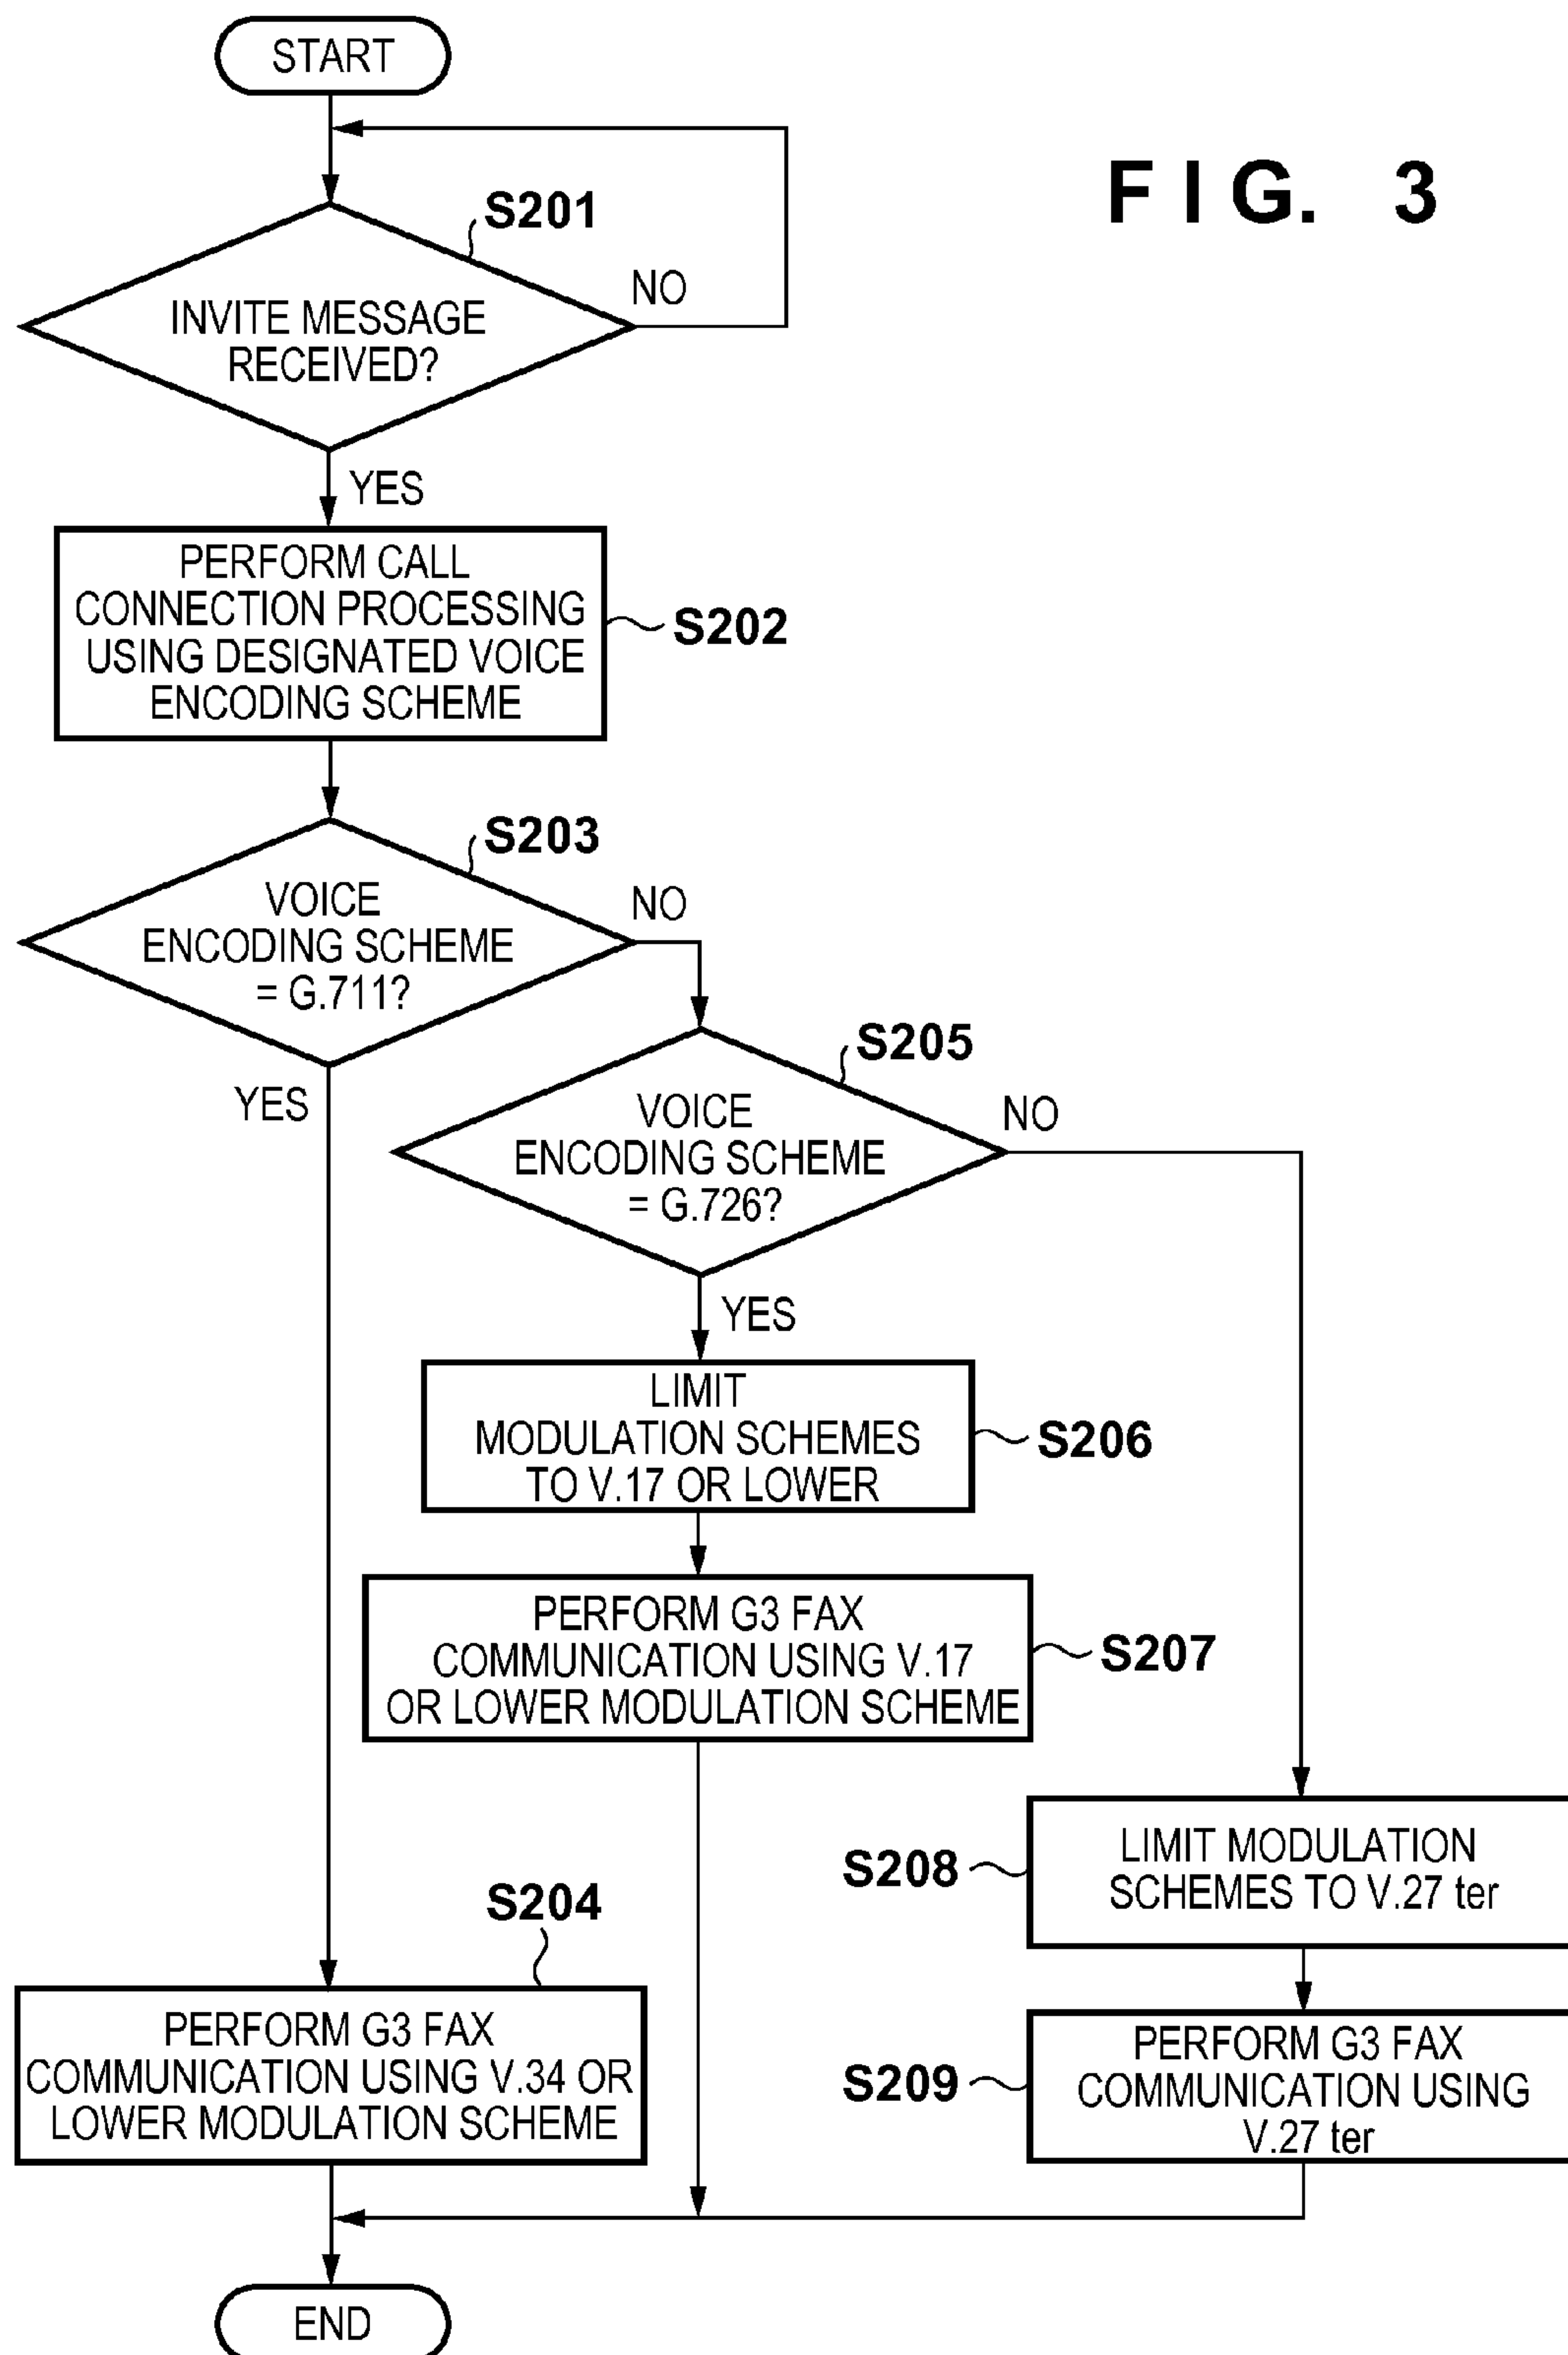 START
FIG. 3
S201
INVITE MESSAGE
RECEIVED?
NO
YES
PERFORM CALL
CONNECTION PROCESSING
USING DESIGNATED VOICE
ENCODING SCHEME
S202
S203
VOICE
ENCODING SCHEME
= G.711?
NO
YES
S205
VOICE
ENCODING SCHEME
= G.726?
NO
YES
LIMIT
MODULATION SCHEMES
TO V.17 OR LOWER
S206
PERFORM G3 FAX
COMMUNICATION USING V.17
OR LOWER MODULATION SCHEME
S207
S208
LIMIT MODULATION
SCHEMES TO V.27 ter
S204
PERFORM G3 FAX
COMMUNICATION USING V.34 OR
LOWER MODULATION SCHEME
S209
PERFORM G3 FAX
COMMUNICATION USING
V.27 ter
END